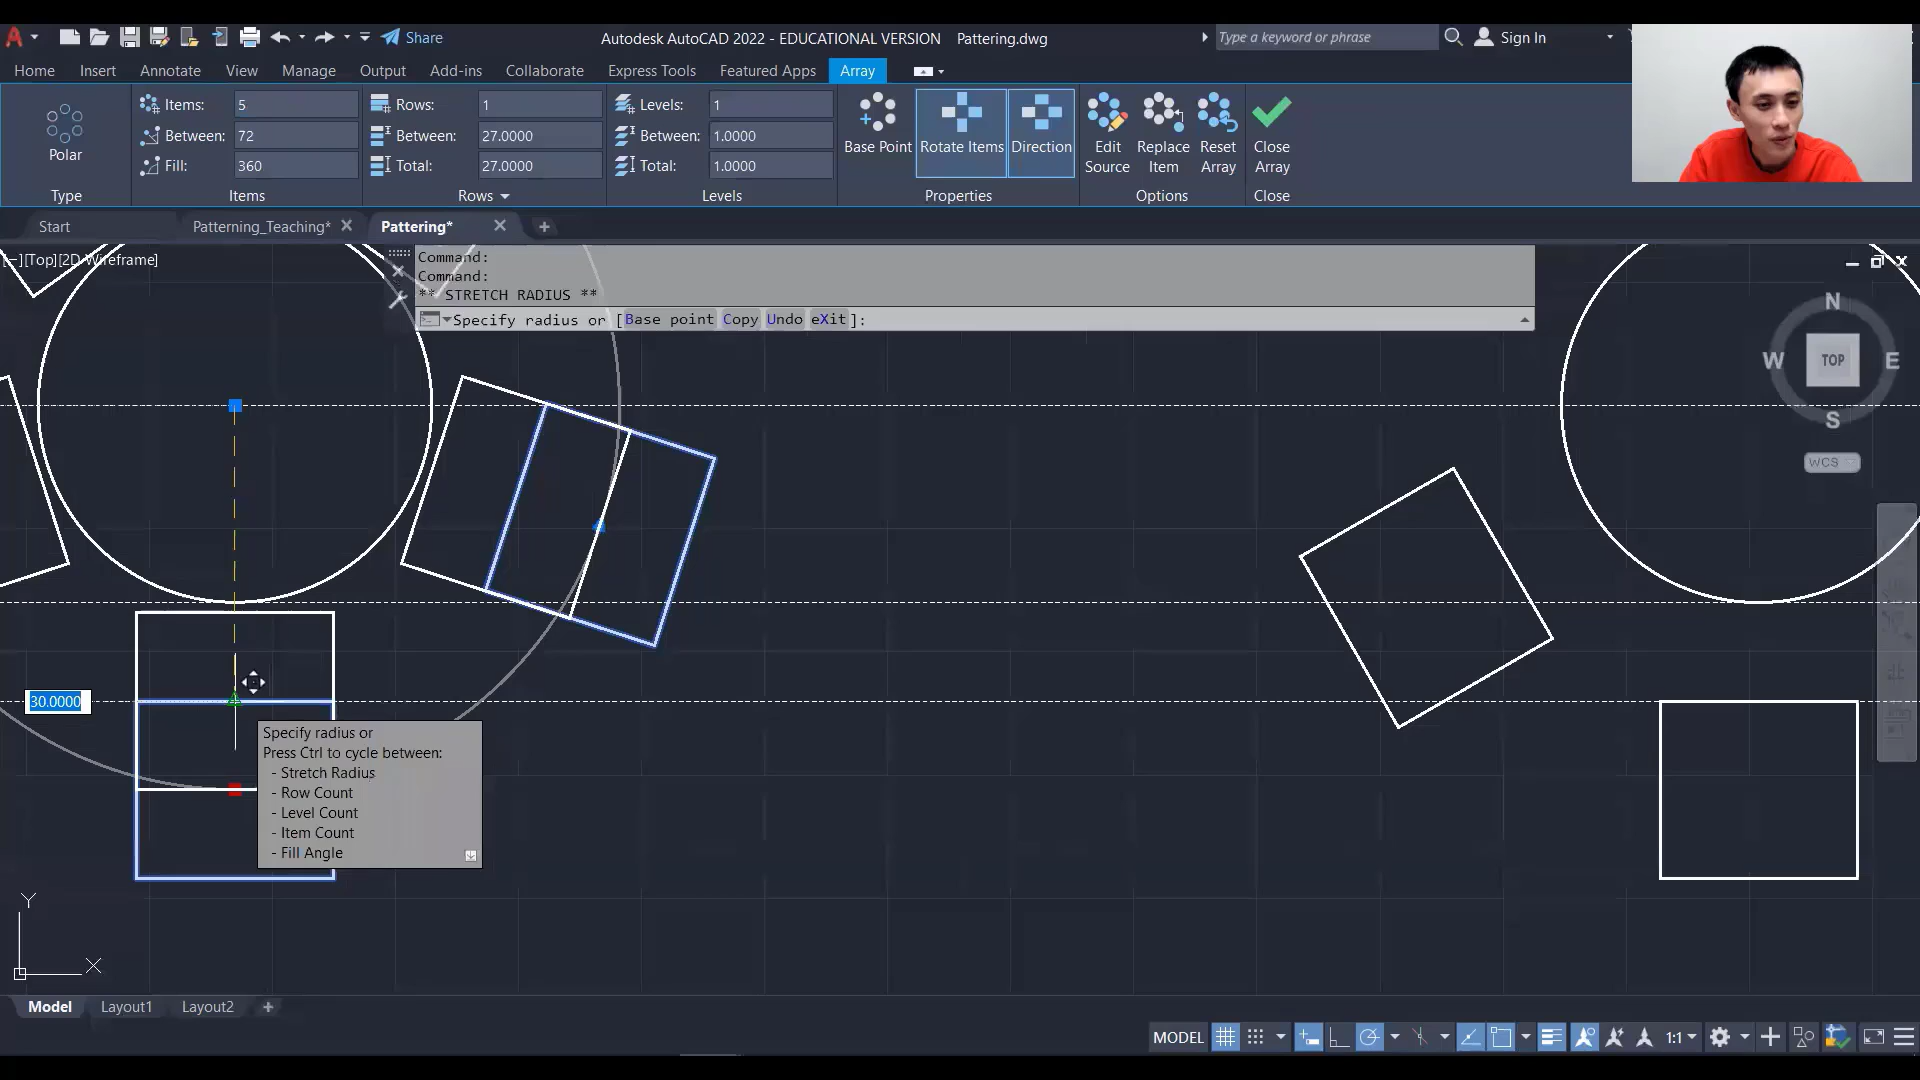 Share
Autodesk AutoCAD 2022 - EDUCATIONAL VERSION Pattering.dwg
Type a keyword or phrase
Sign In
Home Insert Annotate View Manage Output Add-ins Collaborate Express Tools Featured Apps Array
Items: 5
Between: 72
Fill: 360
Rows: 1
Between: 27.0000
Total: 27.0000
Levels: 1
Between: 1.0000
Total: 1.0000
Polar
Base Point
Rotate Items
Direction
Edit Source
Replace Item
Reset Array
Close Array
Type Items Rows Levels Properties Options Close
Start Patterning_Teaching* Pattering*
[−][Top][2D Wireframe]
Command:
Command:
** STRETCH RADIUS **
Specify radius or [Base point Copy Undo eXit]:
N
W TOP E
S
WCS
30.0000
Specify radius or
Press Ctrl to cycle between:
- Stretch Radius
- Row Count
- Level Count
- Item Count
- Fill Angle
Y
X
Model Layout1 Layout2
MODEL 1:1